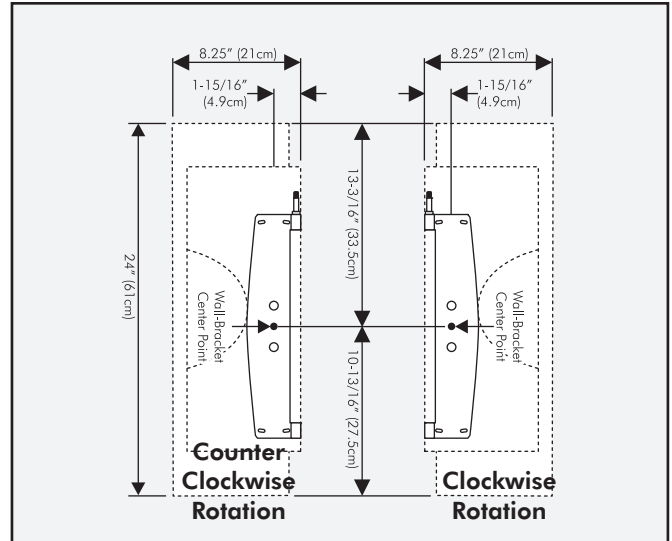 8.25” (21cm)
8.25” (21cm)
1-15/16”
(4.9cm)
1-15/16”
(4.9cm)
13-3/16” (33.5cm)
24” (61cm)
Wall-Bracket
Center Point
Wall-Bracket
Center Point
10-13/16” (27.5cm)
Counter
Clockwise
Rotation
Clockwise
Rotation